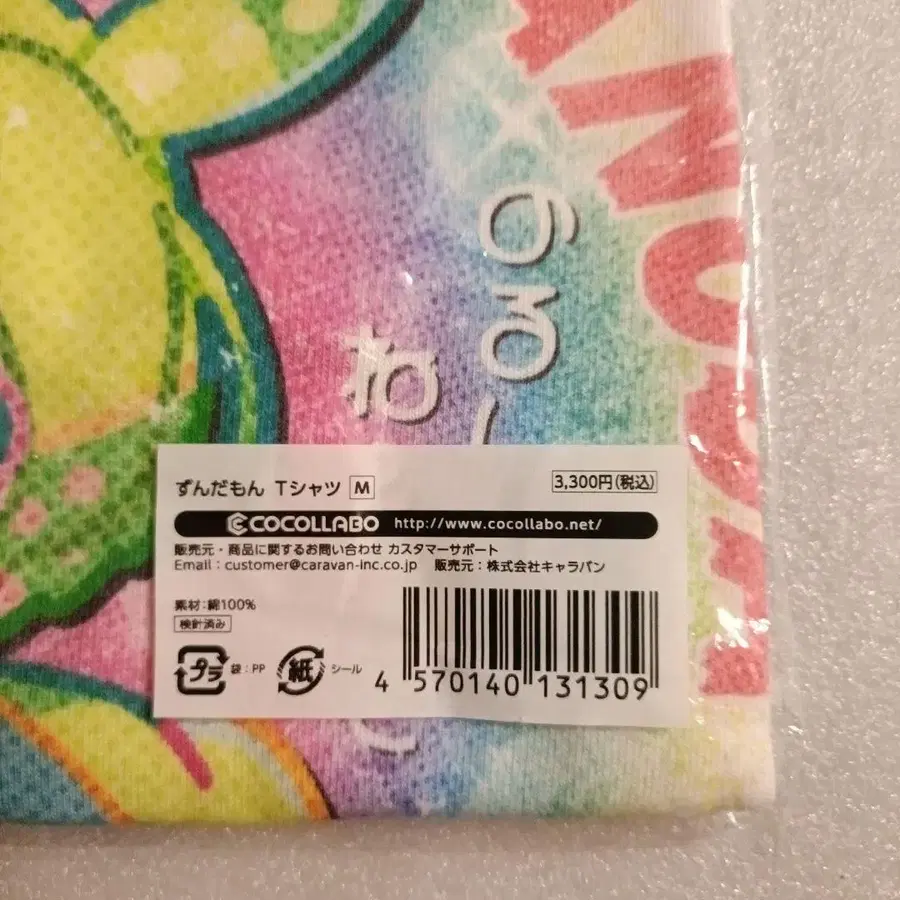 AMON
ずんだもん Tシャツ M
3,300円(税込)
COCOLLABO http://www.cocollabo.net/
販売元・商品に関するお問い合わせ カスタマーサポート
Email:customer@caravan-inc.co.jp 販売元:株式会社キャラバン
素材:綿100%
検針済み
プラ 袋:PP 紙 シール
4 570140 131309